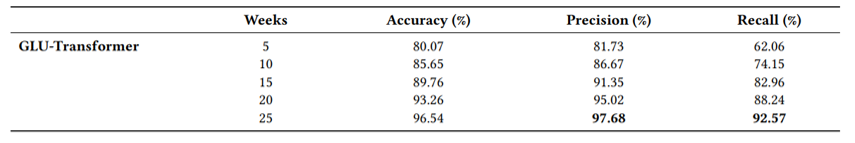 Weeks Accuracy (%) Precision (%) Recall (%)
GLU-Transformer 5 80.07 81.73 62.06
10 85.65 86.67 74.15
15 89.76 91.35 82.96
20 93.26 95.02 88.24
25 96.54 97.68 92.57